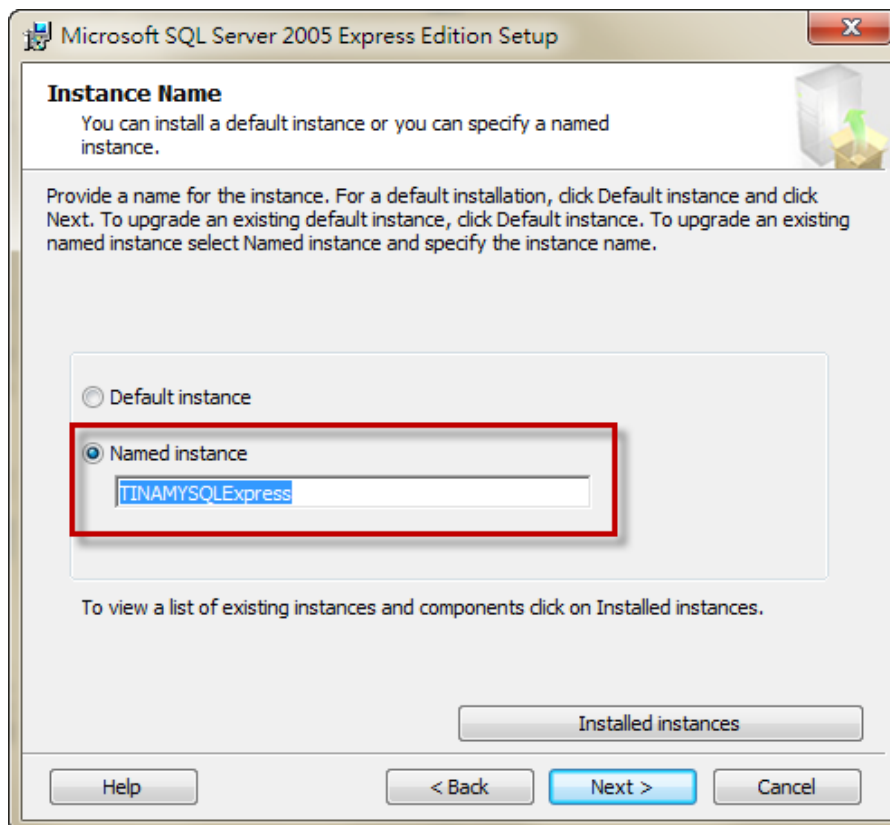 Microsoft SQL Server 2005 Express Edition Setup
Instance Name
You can install a default instance or you can specify a named
instance.
Provide a name for the instance. For a default installation, click Default instance and click
Next. To upgrade an existing default instance, click Default instance. To upgrade an existing
named instance select Named instance and specify the instance name.
Default instance
Named instance
TINAMYSQLExpress
To view a list of existing instances and components click on Installed instances.
Installed instances
Help
< Back
Next >
Cancel